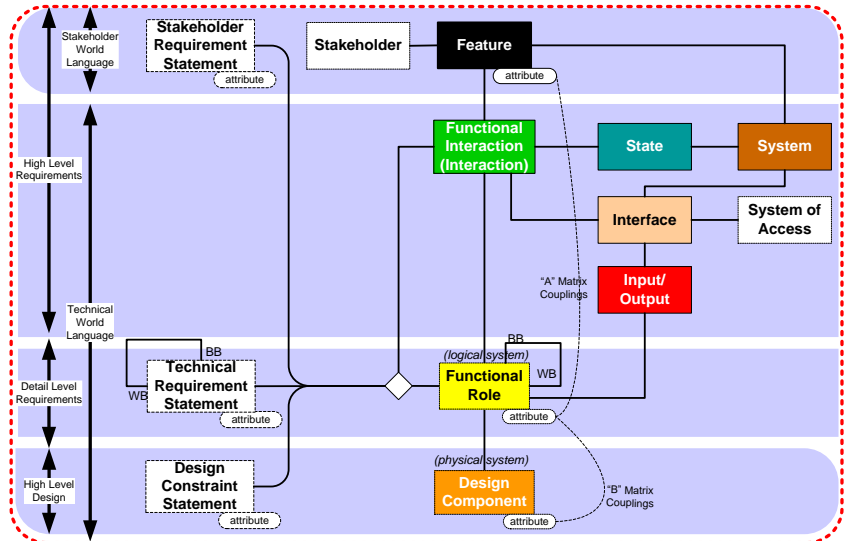 Stakeholder
World
Language
Stakeholder
Requirement
Statement
attribute
Stakeholder
Feature
attribute
High Level
Requirements
Functional
Interaction
(Interaction)
State
System
Interface
System of
Access
"A" Matrix
Couplings
Input/
Output
Technical
World
Language
BB
WB
Technical
Requirement
Statement
attribute
(logical system)
BB
WB
Functional
Role
attribute
Detail Level
Requirements
High Level
Design
Design
Constraint
Statement
attribute
(physical system)
Design
Component
attribute
"B" Matrix
Couplings